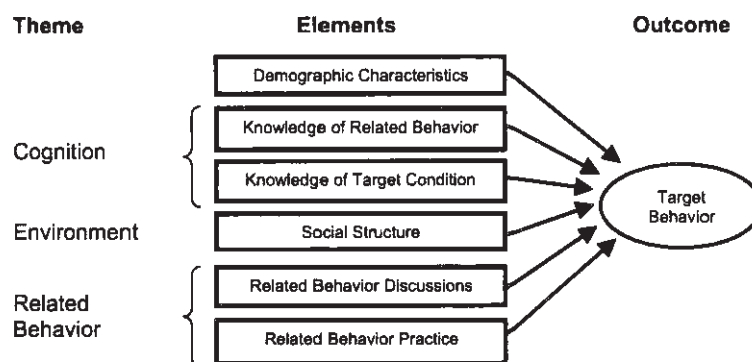 Theme Elements Outcome
Demographic Characteristics
Knowledge of Related Behavior
Cognition
Knowledge of Target Condition
Target
Behavior
Environment
Social Structure
Related Behavior Discussions
Related
Behavior
Related Behavior Practice